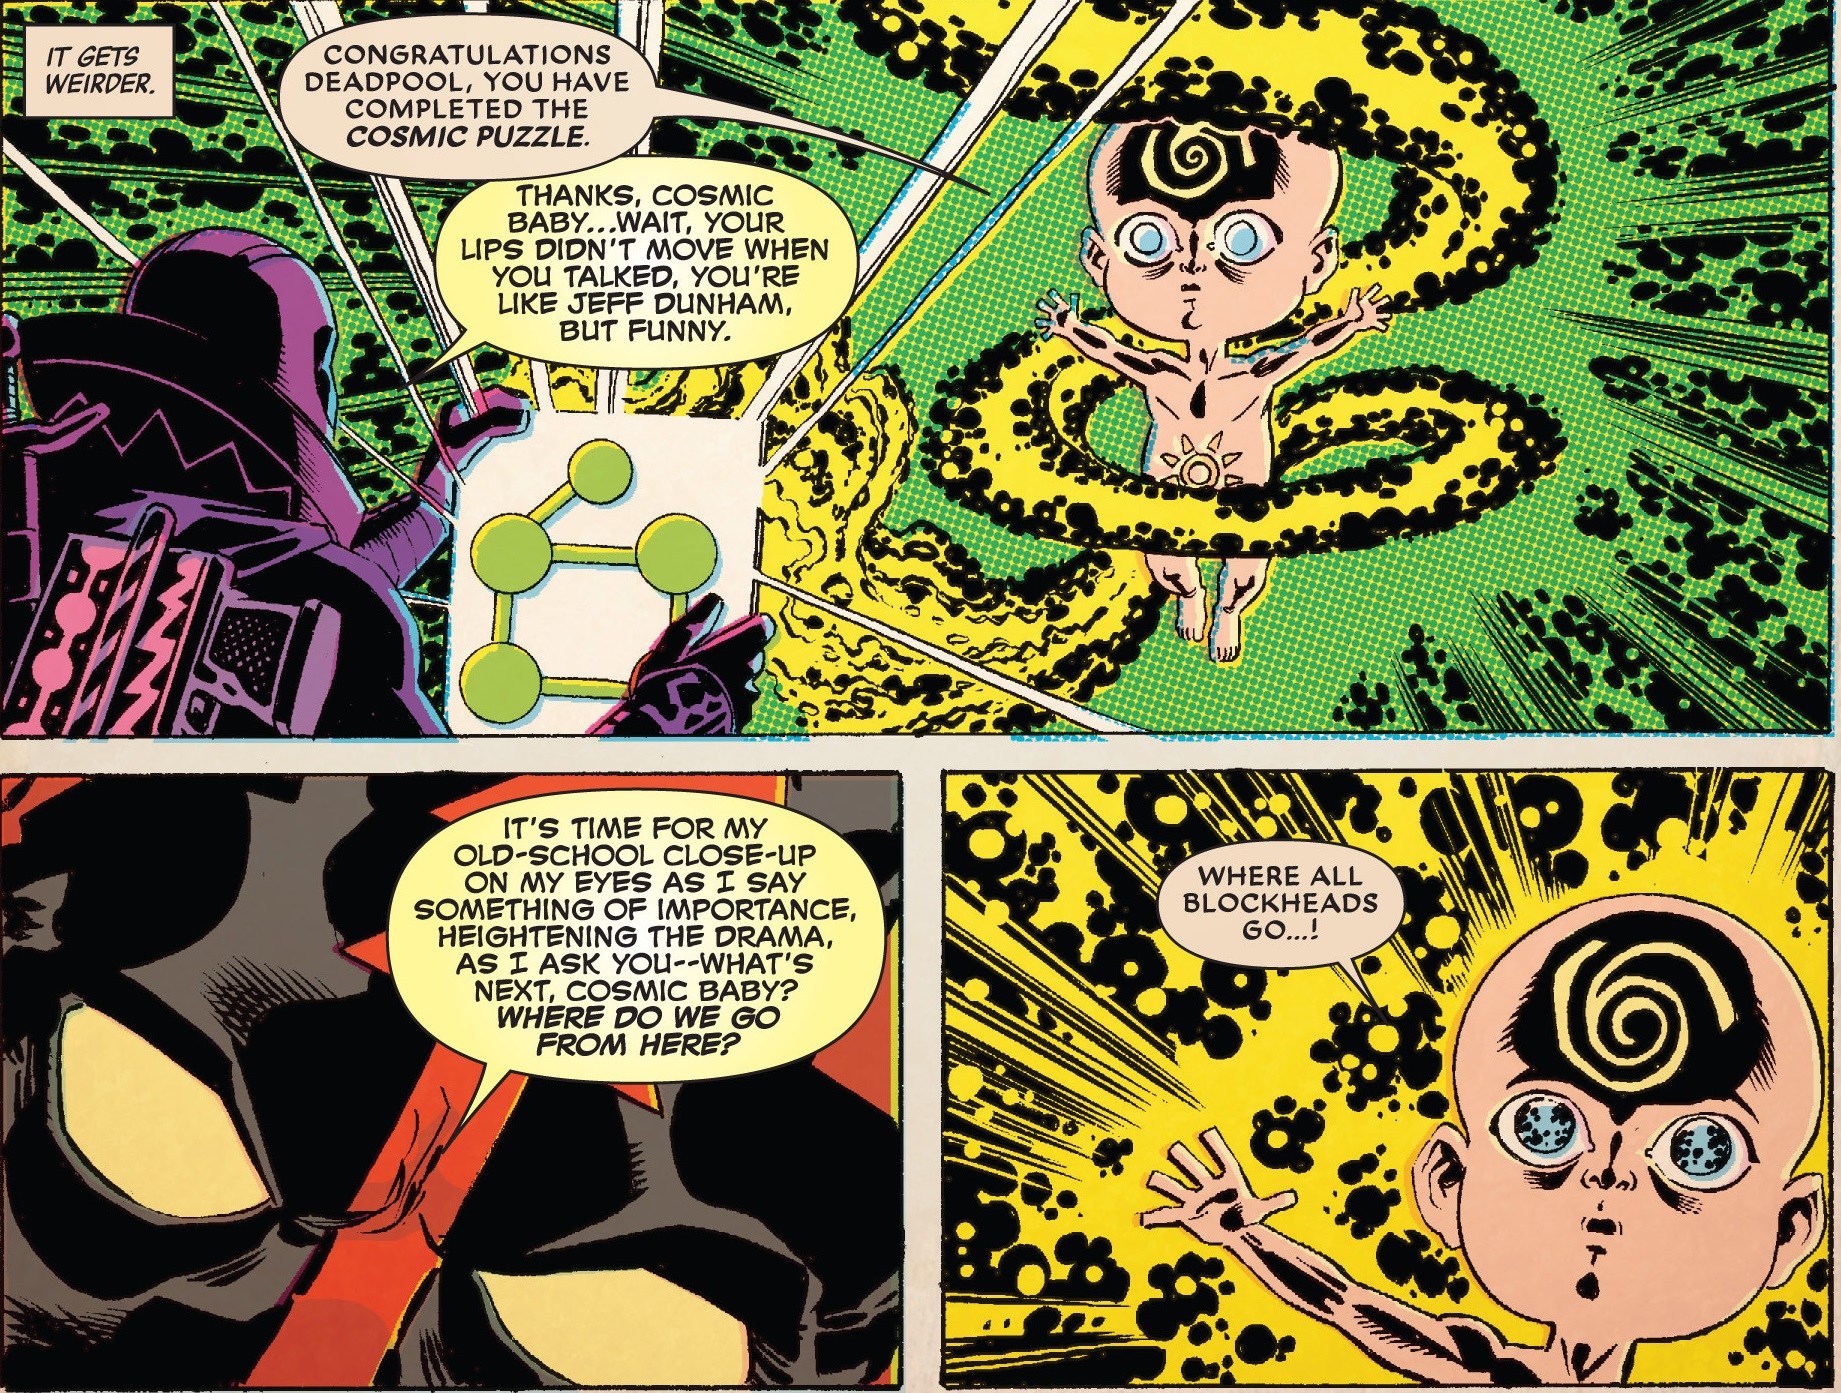 IT GETS
WEIRDER.
CONGRATULATIONS
DEADPOOL, YOU HAVE
COMPLETED THE
COSMIC PUZZLE.
THANKS, COSMIC
BABY...WAIT, YOUR
LIPS DIDN'T MOVE WHEN
YOU TALKED, YOU'RE
LIKE JEFF DUNHAM,
BUT FUNNY.
IT'S TIME FOR MY
OLD-SCHOOL CLOSE-UP
ON MY EYES AS I SAY
SOMETHING OF IMPORTANCE,
HEIGHTENING THE DRAMA,
AS I ASK YOU--WHAT'S
NEXT, COSMIC BABY?
WHERE DO WE GO
FROM HERE?
WHERE ALL
BLOCKHEADS
GO...!